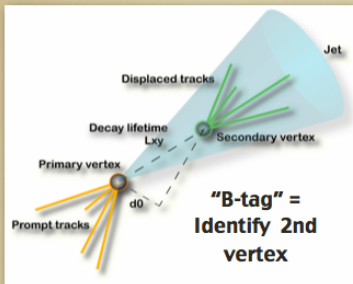 Jet
Displaced tracks
Decay lifetime
Lxy
Secondary vertex
Primary vertex
d0
Prompt tracks
"B-tag" =
Identify 2nd
vertex